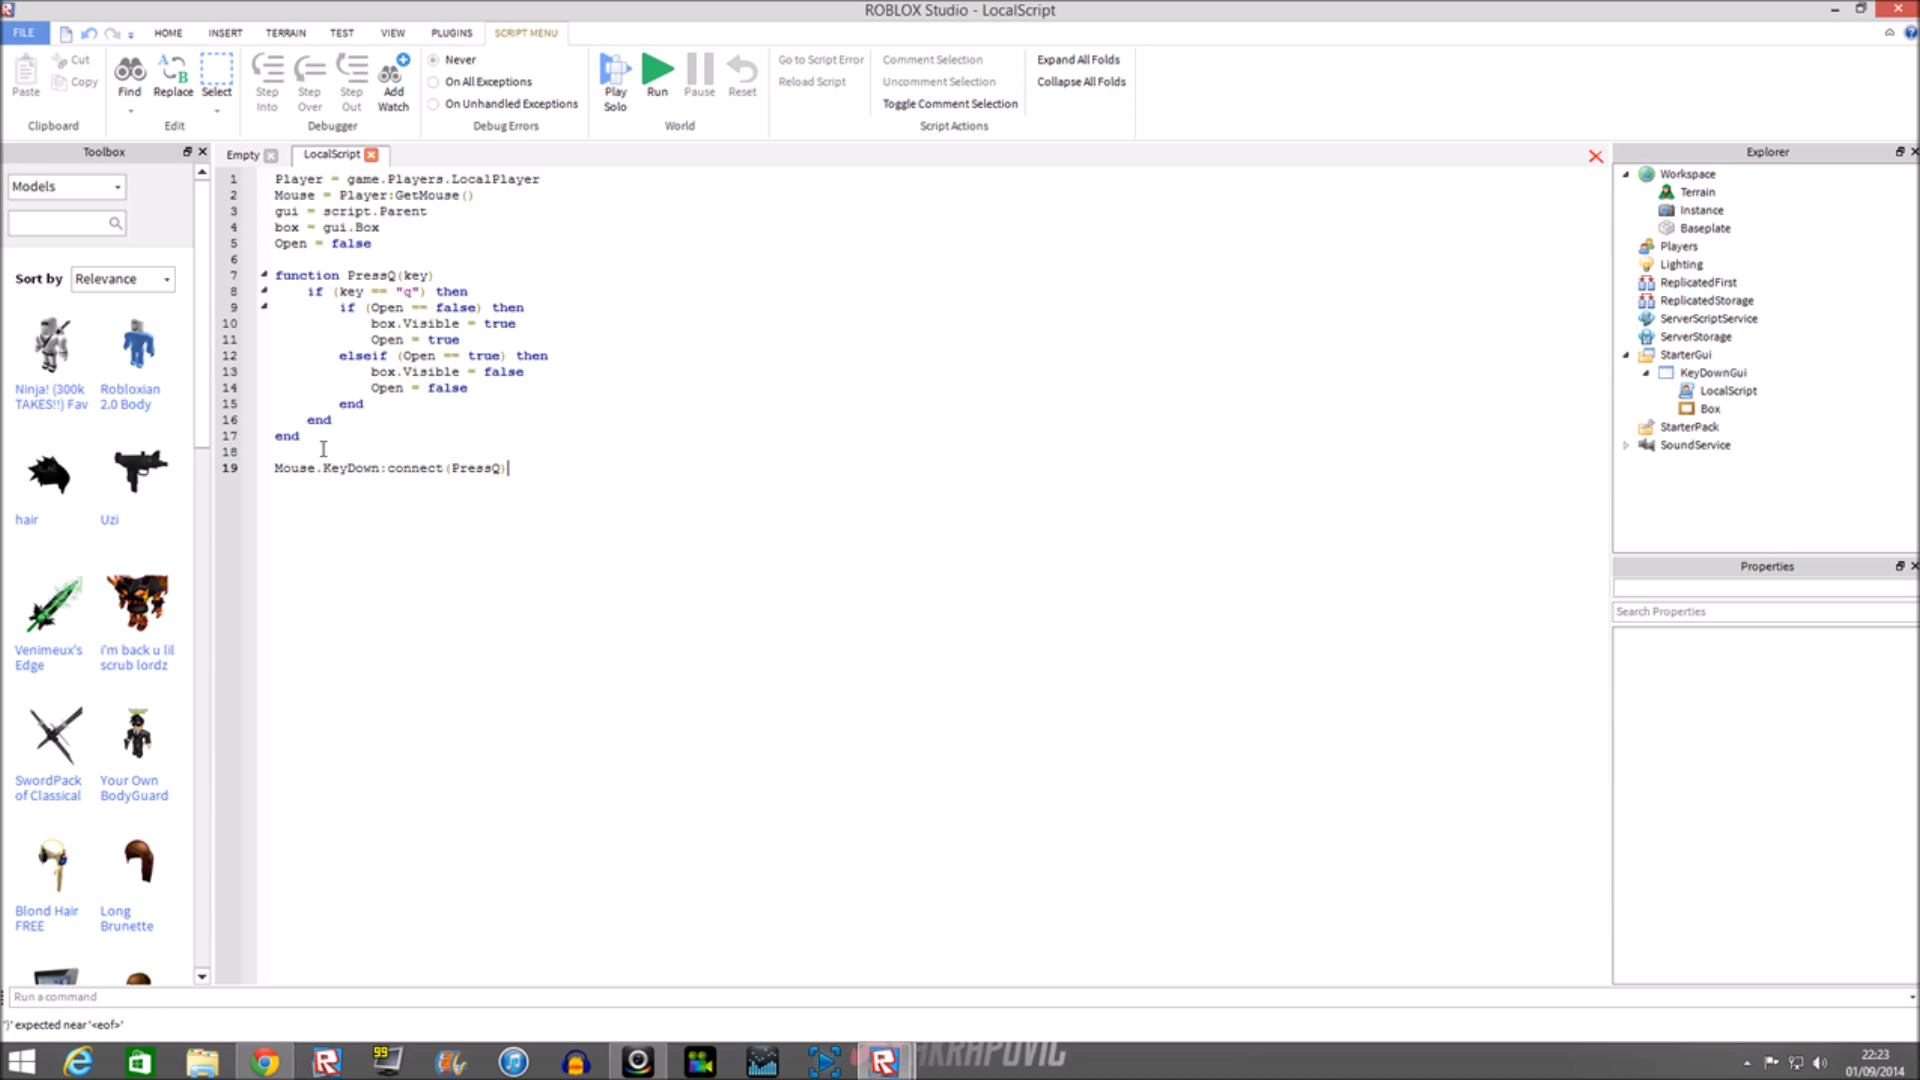 ROBLOX Studio - LocalScript
FILE HOME INSERT TERRAIN TEST VIEW PLUGINS SCRIPT MENU
Paste
Cut
Copy
Clipboard
Find
Replace
Select
Edit
Step Into
Step Over
Step Out
Add Watch
Debugger
Never
On All Exceptions
On Unhandled Exceptions
Debug Errors
Play Solo
Run
Pause
Reset
World
Go to Script Error
Reload Script
Comment Selection
Uncomment Selection
Toggle Comment Selection
Expand All Folds
Collapse All Folds
Script Actions
Toolbox
Models
Sort by Relevance
Ninja! (300k TAKES!!) Fav
Robloxian 2.0 Body
hair
Uzi
Venimeux's Edge
i'm back u lil scrub lordz
SwordPack of Classical
Your Own BodyGuard
Blond Hair FREE
Long Brunette
Empty
LocalScript
1 Player = game.Players.LocalPlayer
2 Mouse = Player:GetMouse()
3 gui = script.Parent
4 box = gui.Box
5 Open = false
6
7 function PressQ(key)
8 if (key == "q") then
9 if (Open == false) then
10 box.Visible = true
11 Open = true
12 elseif (Open == true) then
13 box.Visible = false
14 Open = false
15 end
16 end
17 end
18
19 Mouse.KeyDown:connect(PressQ)
Explorer
Workspace
Terrain
Instance
Baseplate
Players
Lighting
ReplicatedFirst
ReplicatedStorage
ServerScriptService
ServerStorage
StarterGui
KeyDownGui
LocalScript
Box
StarterPack
SoundService
Properties
Search Properties
Run a command
')' expected near '<eof>'
99
AKRAPOVIC
22:23
01/09/2014